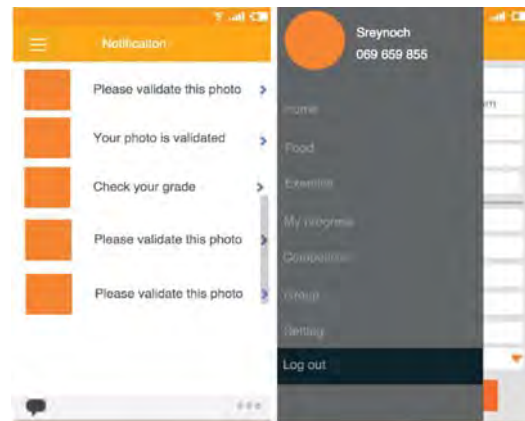 Notificaiton
Please validate this photo
Your photo is validated
Check your grade
Please validate this photo
Please validate this photo
Sreynoch
069 659 855
Home
Food
Exercise
My progress
Competition
Group
Setting
Log out